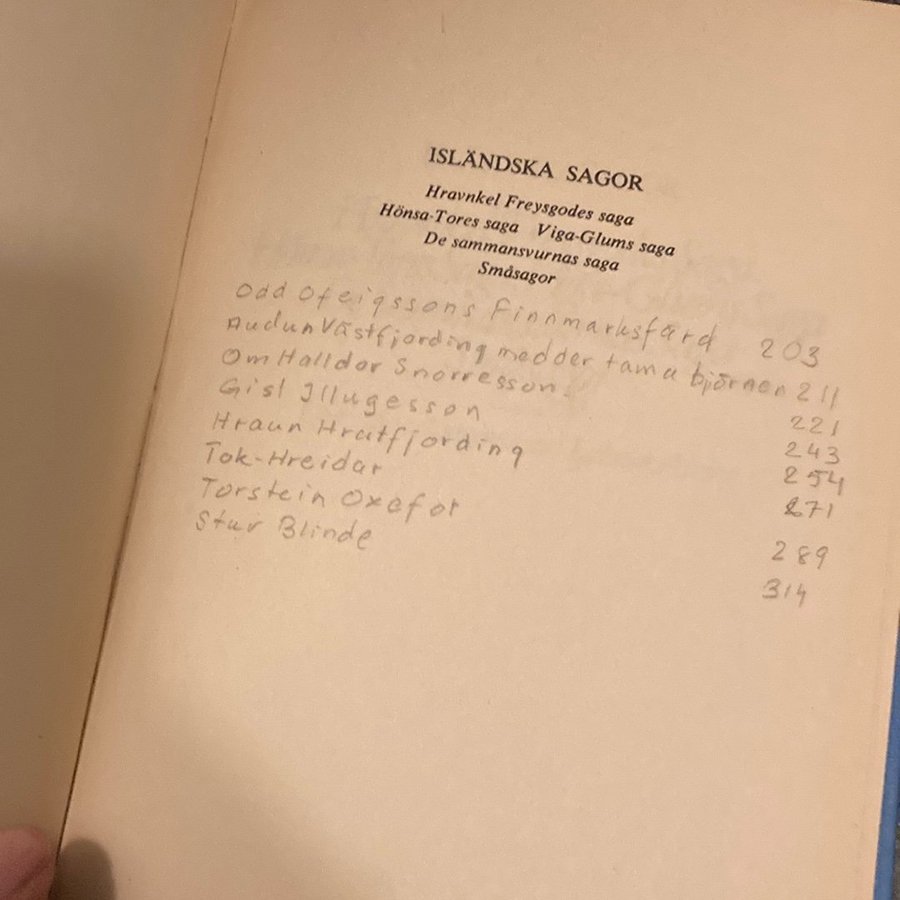 ISLÄNDSKA SAGOR
Hravnkel Freysgodes saga
Hönsa-Tores saga Viga-Glums saga
De sammansvurnas saga
Småsagor
Odd Ofeigssons Finnmarksfärd 203
Audun Västfjording med der tama björnen 211
Om Halldor Snorresson. 221
Gisl Illugesson 243
Hraun Hrutfjording 254
Tok-Hreidar 271
Torstein Oxefot 289
Stur Blinde 314